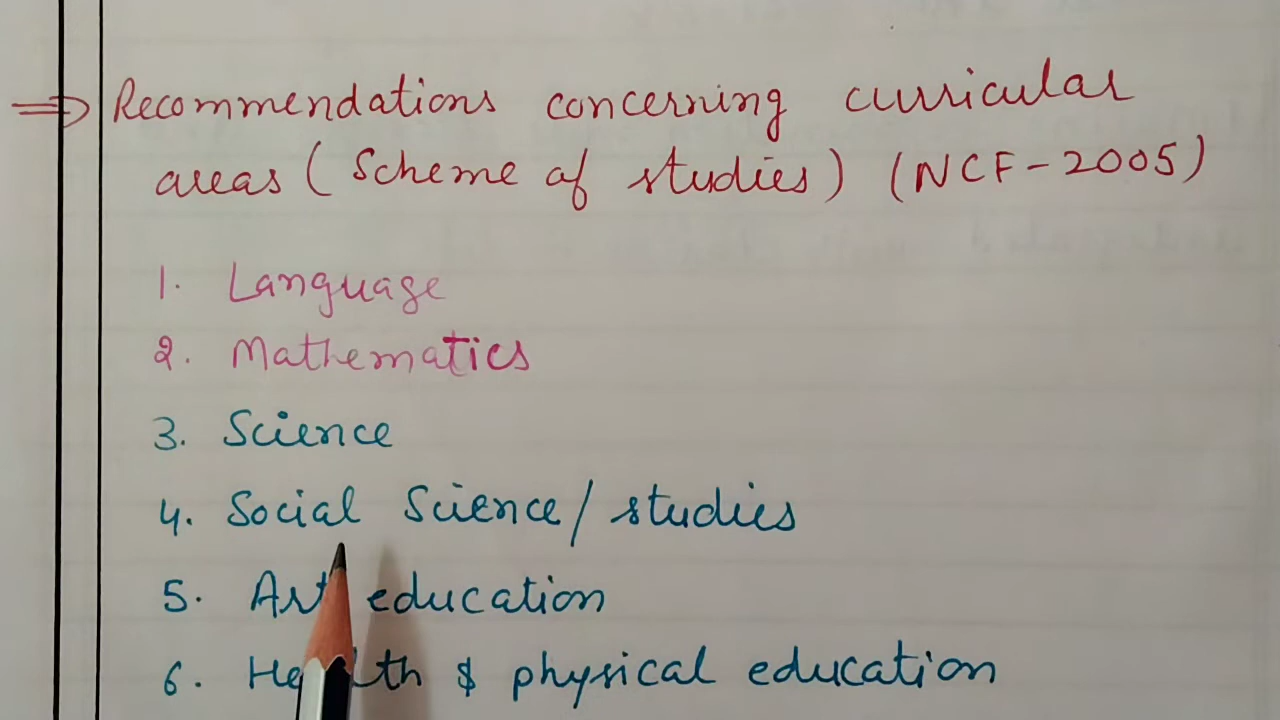 ⇒ Recommendations concerning curricular
areas (Scheme of studies) (NCF-2005)
1. Language
2. Mathematics
3. Science
4. Social Science/studies
5. Art education
6. Health & physical education